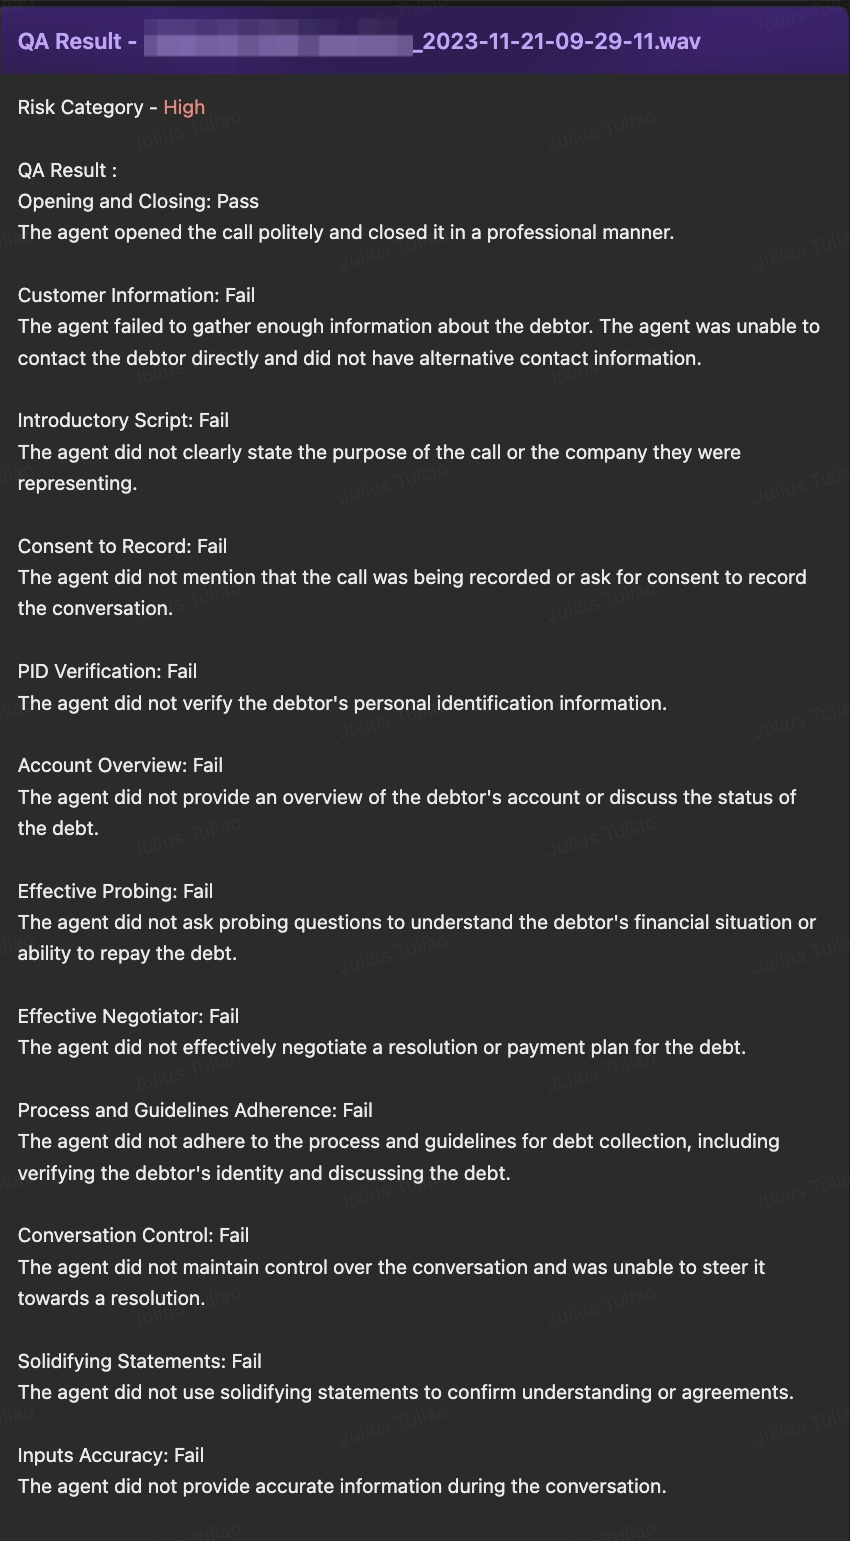 QA Result - _2023-11-21-09-29-11.wav
Risk Category - High
QA Result :
Opening and Closing: Pass
The agent opened the call politely and closed it in a professional manner.
Customer Information: Fail
The agent failed to gather enough information about the debtor. The agent was unable to
contact the debtor directly and did not have alternative contact information.
Introductory Script: Fail
The agent did not clearly state the purpose of the call or the company they were
representing.
Consent to Record: Fail
The agent did not mention that the call was being recorded or ask for consent to record
the conversation.
PID Verification: Fail
The agent did not verify the debtor's personal identification information.
Account Overview: Fail
The agent did not provide an overview of the debtor's account or discuss the status of
the debt.
Effective Probing: Fail
The agent did not ask probing questions to understand the debtor's financial situation or
ability to repay the debt.
Effective Negotiator: Fail
The agent did not effectively negotiate a resolution or payment plan for the debt.
Process and Guidelines Adherence: Fail
The agent did not adhere to the process and guidelines for debt collection, including
verifying the debtor's identity and discussing the debt.
Conversation Control: Fail
The agent did not maintain control over the conversation and was unable to steer it
towards a resolution.
Solidifying Statements: Fail
The agent did not use solidifying statements to confirm understanding or agreements.
Inputs Accuracy: Fail
The agent did not provide accurate information during the conversation.
Julius Tuliao